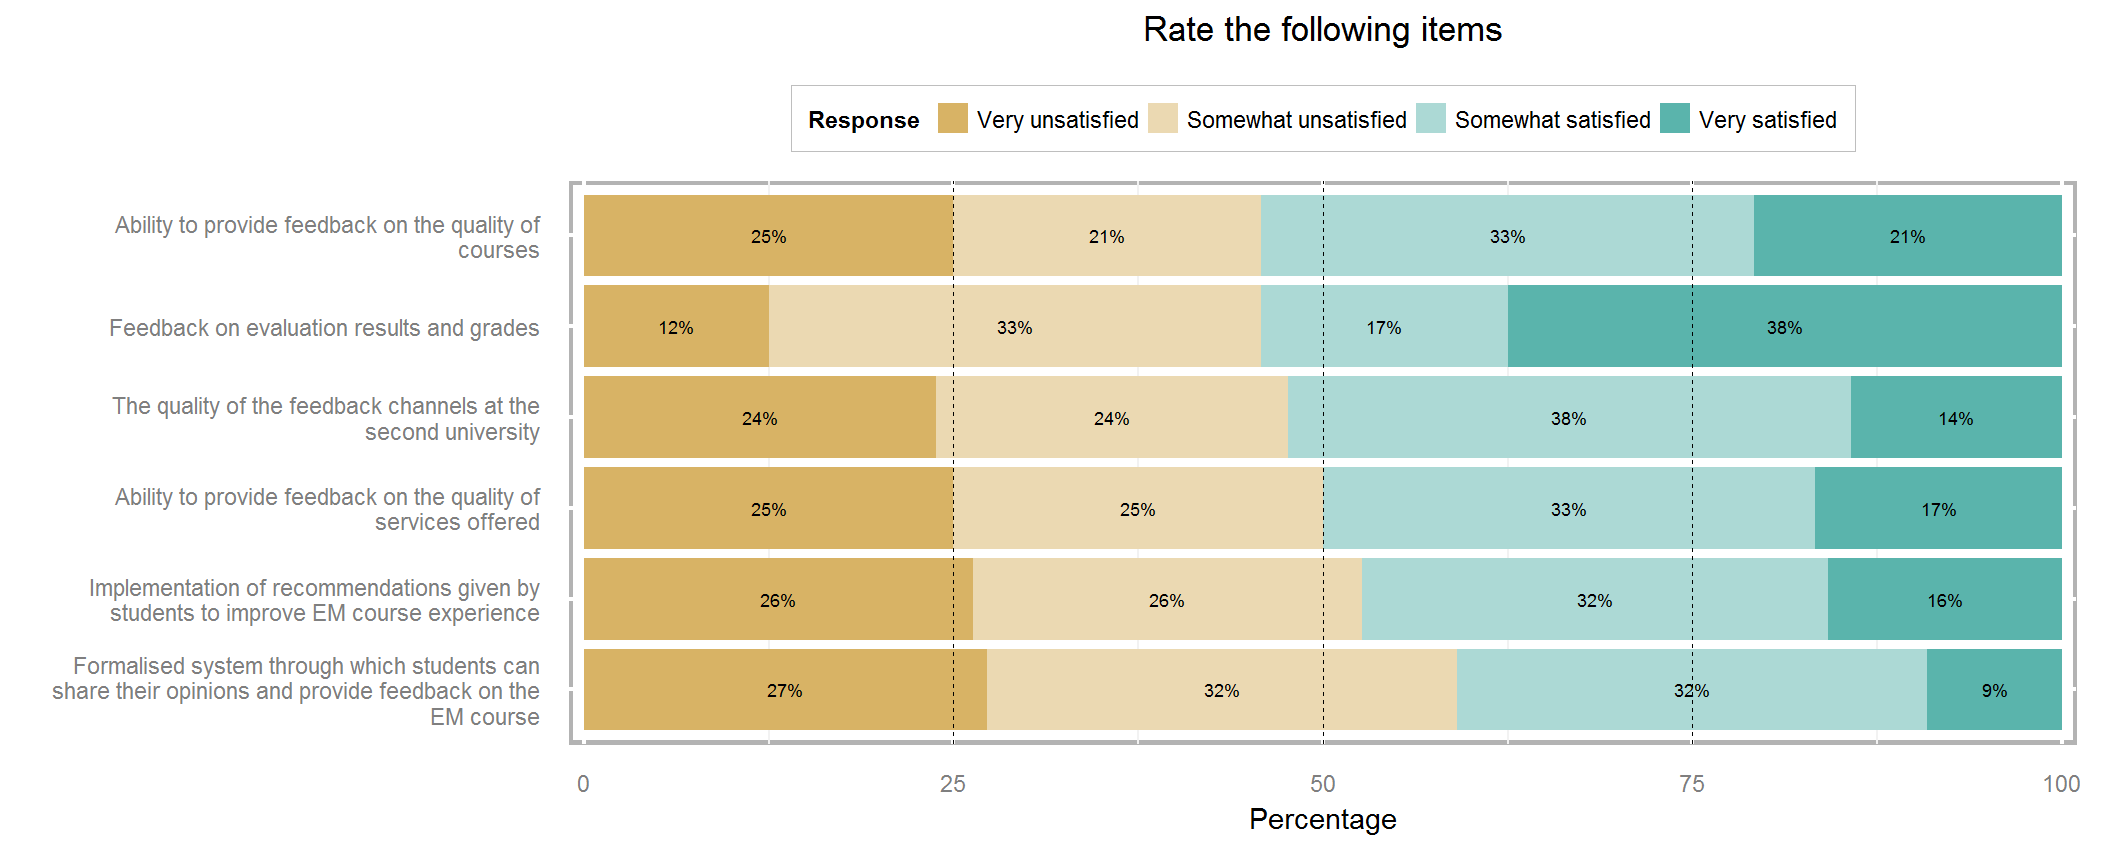 Rate the following items
Response Very unsatisfied Somewhat unsatisfied Somewhat satisfied Very satisfied
Ability to provide feedback on the quality of
courses
25% 21% 33% 21%
Feedback on evaluation results and grades
12% 33% 17% 38%
The quality of the feedback channels at the
second university
24% 24% 38% 14%
Ability to provide feedback on the quality of
services offered
25% 25% 33% 17%
Implementation of recommendations given by
students to improve EM course experience
26% 26% 32% 16%
Formalised system through which students can
share their opinions and provide feedback on the
EM course
27% 32% 32% 9%
0 25 50 75 100
Percentage